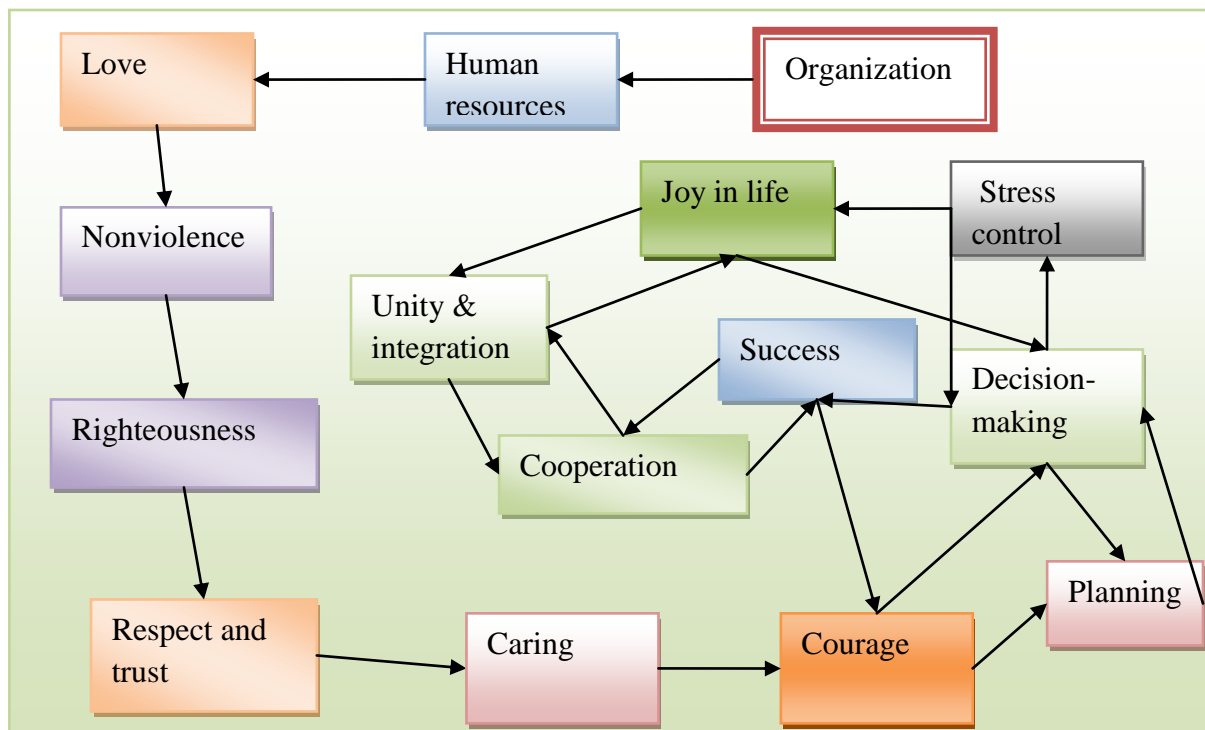 Love
Human
resources
Organization
Joy in life
Stress
control
Nonviolence
Unity &
integration
Success
Decision-
making
Righteousness
Cooperation
Planning
Respect and
trust
Caring
Courage